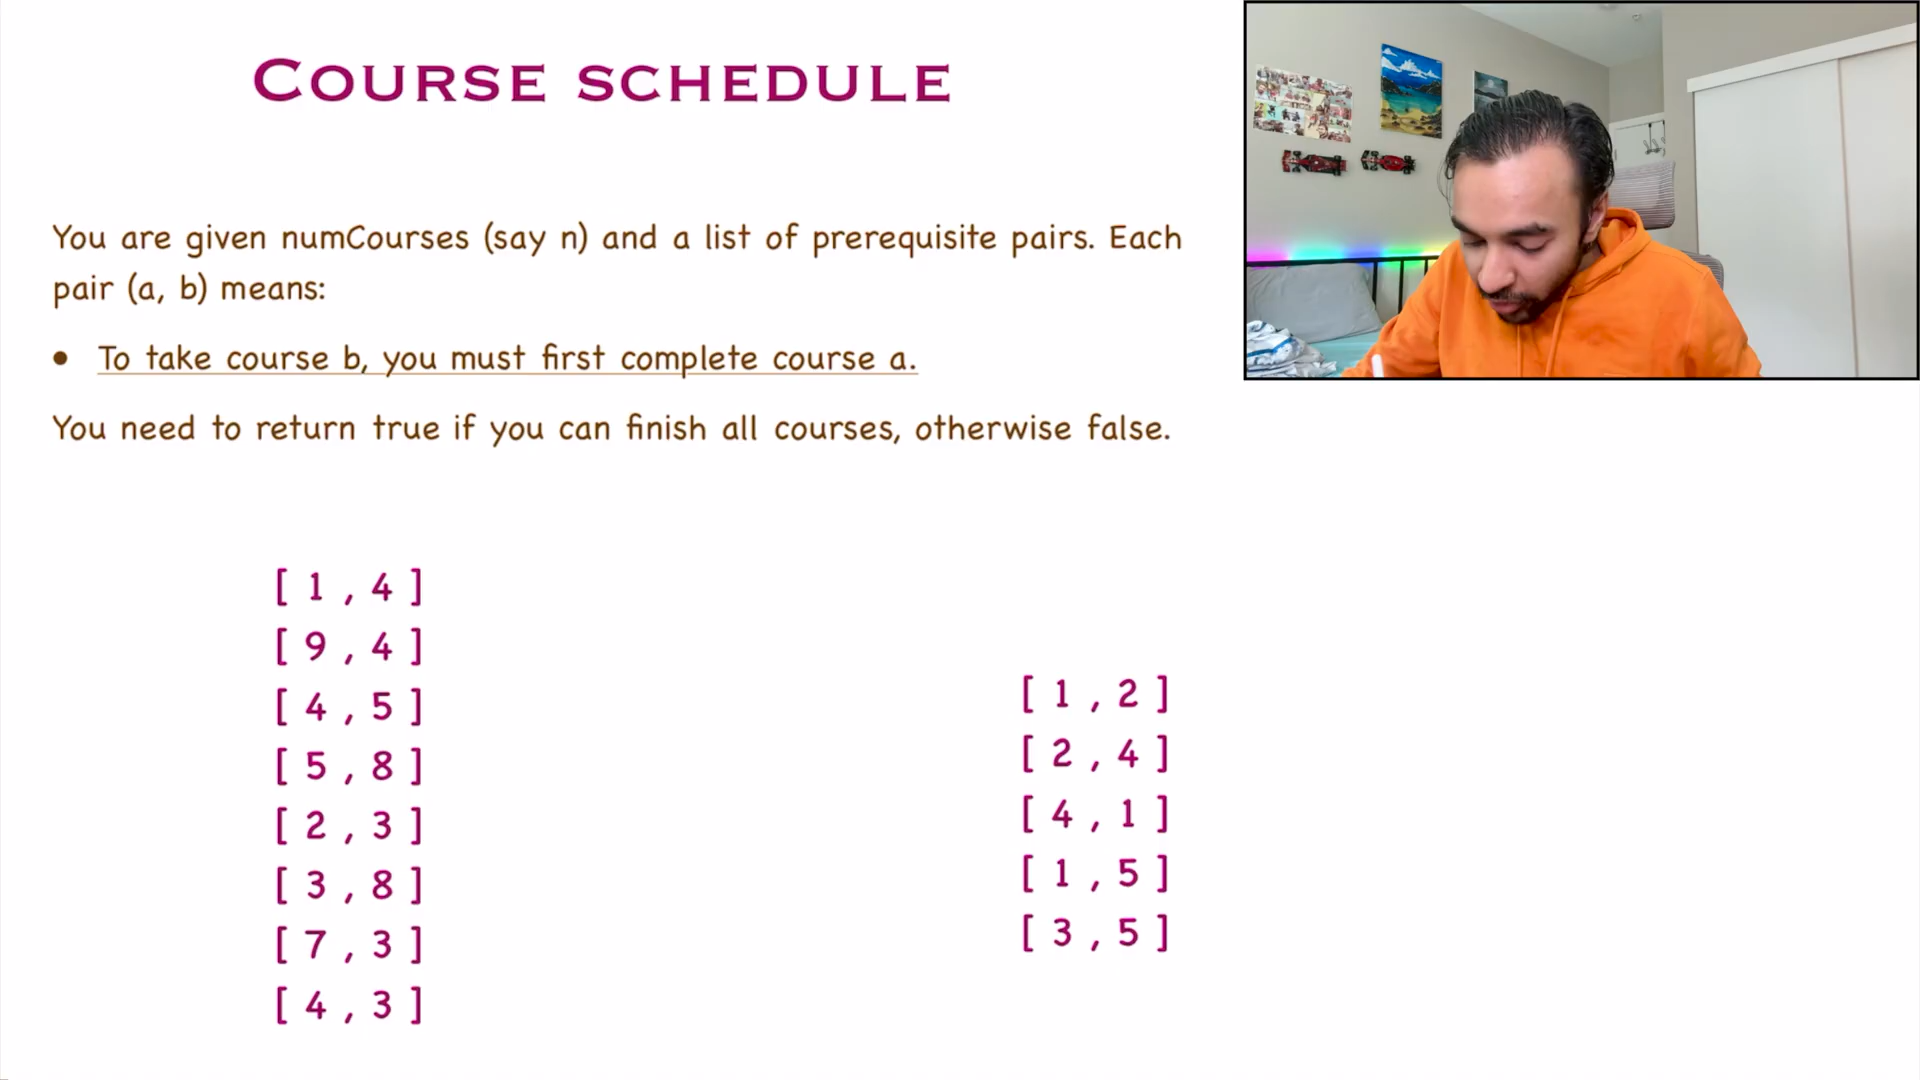 COURSE SCHEDULE
You are given numCourses (say n) and a list of prerequisite pairs. Each
pair (a, b) means:
• To take course b, you must first complete course a.
You need to return true if you can finish all courses, otherwise false.
[ 1 , 4 ]
[ 9 , 4 ]
[ 4 , 5 ]
[ 5 , 8 ]
[ 2 , 3 ]
[ 3 , 8 ]
[ 7 , 3 ]
[ 4 , 3 ]
[ 1 , 2 ]
[ 2 , 4 ]
[ 4 , 1 ]
[ 1 , 5 ]
[ 3 , 5 ]